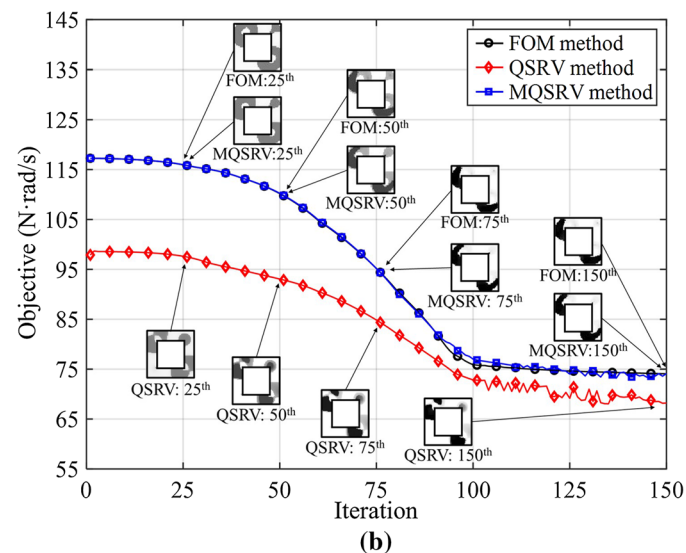 145
135
125
115
105
95
85
75
65
55
Objective (N·rad/s)
FOM method
QSRV method
MQSRV method
FOM:25th
MQSRV:25th
FOM:50th
MQSRV:50th
FOM:75th
MQSRV: 75th
FOM:150th
MQSRV:150th
QSRV: 25th
QSRV: 50th
QSRV: 75th
QSRV: 150th
0 25 50 75 100 125 150
Iteration
(b)